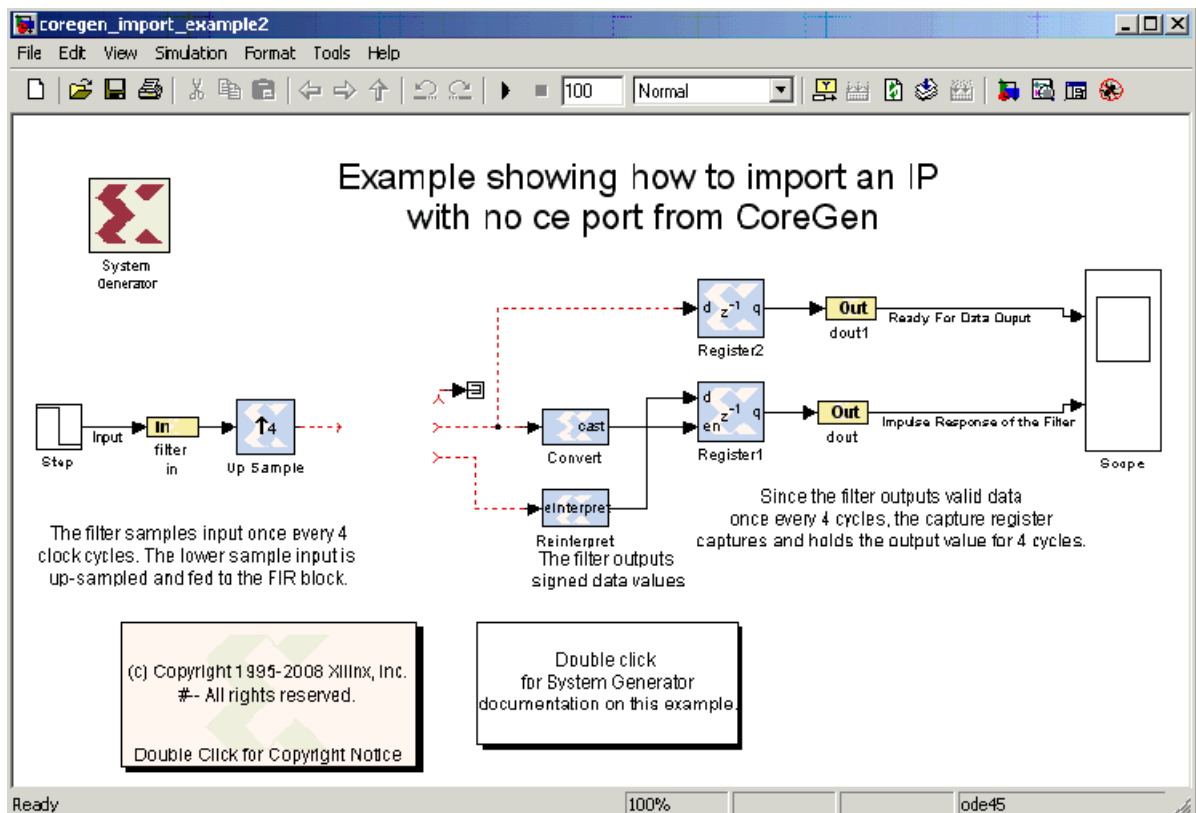 coregen_import_example2
File Edit View Simulation Format Tools Help
100 Normal
Example showing how to import an IP
with no ce port from CoreGen
System
Generator
d z⁻¹ q
Register2
Out
dout1
Ready For Data Ouput
Step
Input
In
filter
in
↑4
Up Sample
cast
Convert
d
en z⁻¹ q
Register1
Out
dout
Impulse Response of the Filter
Scope
eInterpret
Reinterpret
The filter outputs
signed data values
Since the filter outputs valid data
once every 4 cycles, the capture register
captures and holds the output value for 4 cycles.
The filter samples input once every 4
clock cycles. The lower sample input is
up-sampled and fed to the FIR block.
(c) Copyright 1995-2008 Xilinx, Inc.
#-- All rights reserved.
Double Click for Copyright Notice
Double click
for System Generator
documentation on this example.
Ready 100% ode45